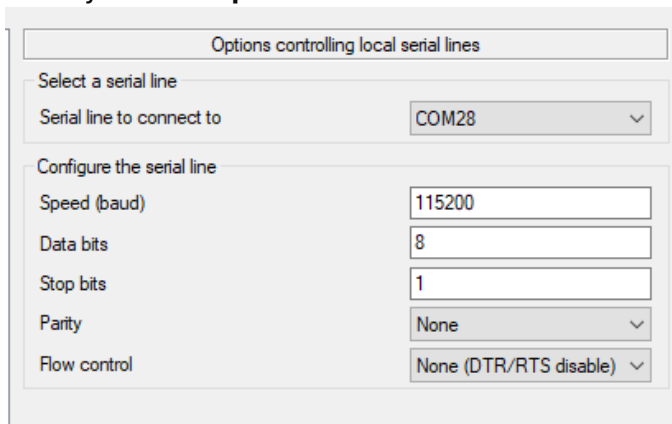 Options controlling local serial lines
Select a serial line
Serial line to connect to COM28
Configure the serial line
Speed (baud) 115200
Data bits 8
Stop bits 1
Parity None
Flow control None (DTR/RTS disable)